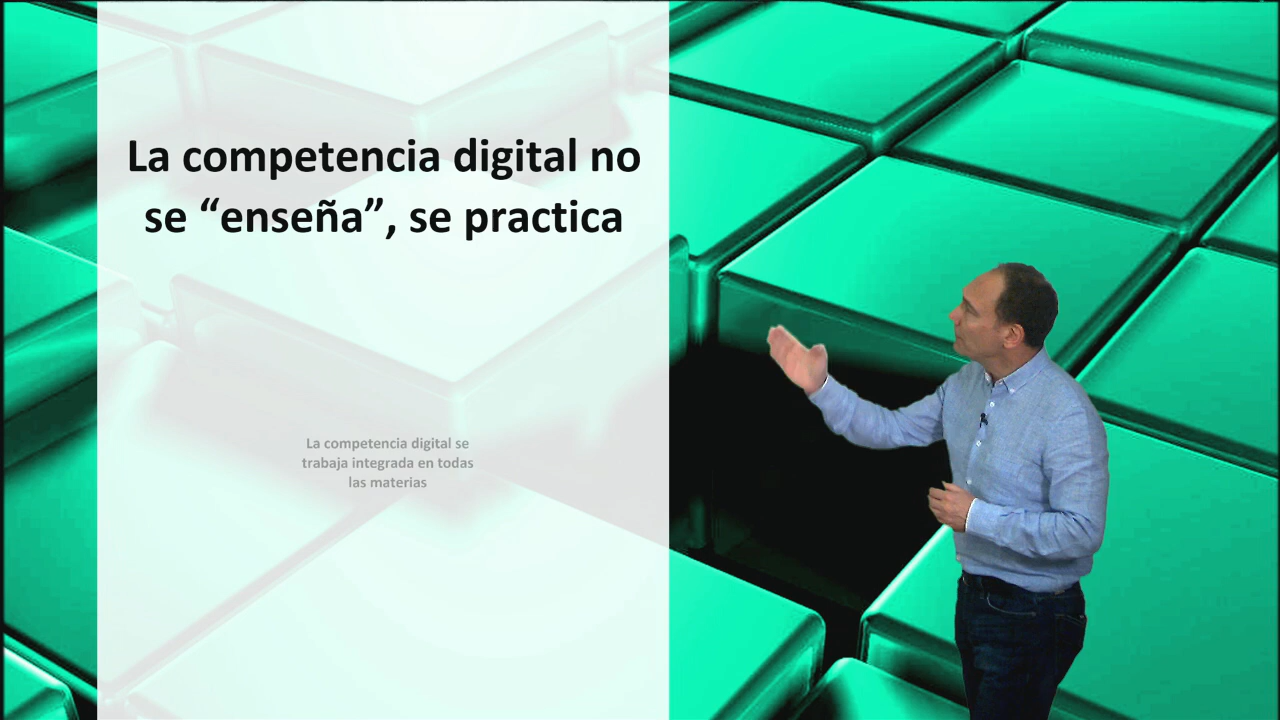 La competencia digital no
se “enseña”, se practica
La competencia digital se
trabaja integrada en todas
las materias